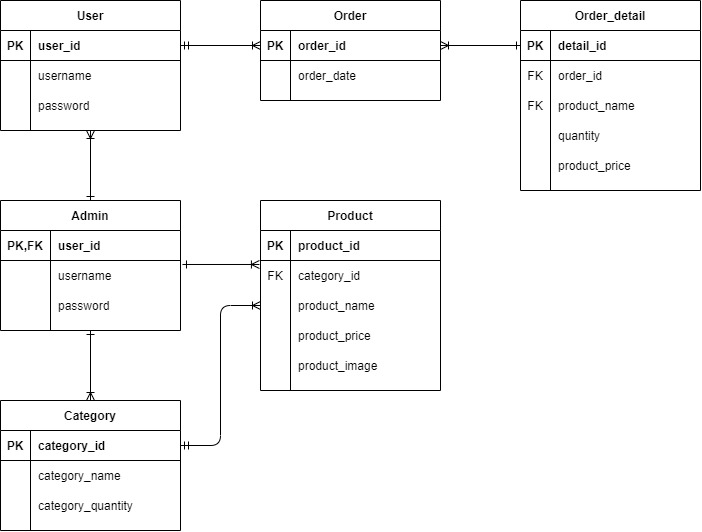 User
PK user_id
username
password
Order
PK order_id
order_date
Order_detail
PK detail_id
FK order_id
FK product_name
quantity
product_price
Admin
PK,FK user_id
username
password
Product
PK product_id
FK category_id
product_name
product_price
product_image
Category
PK category_id
category_name
category_quantity